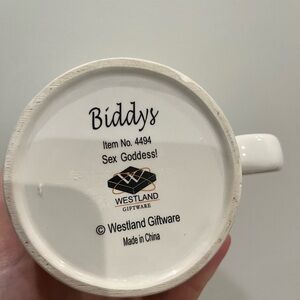 Biddys
Item No. 4494
Sex Goddess!
W
WESTLAND
GIFTWARE
© Westland Giftware
Made in China